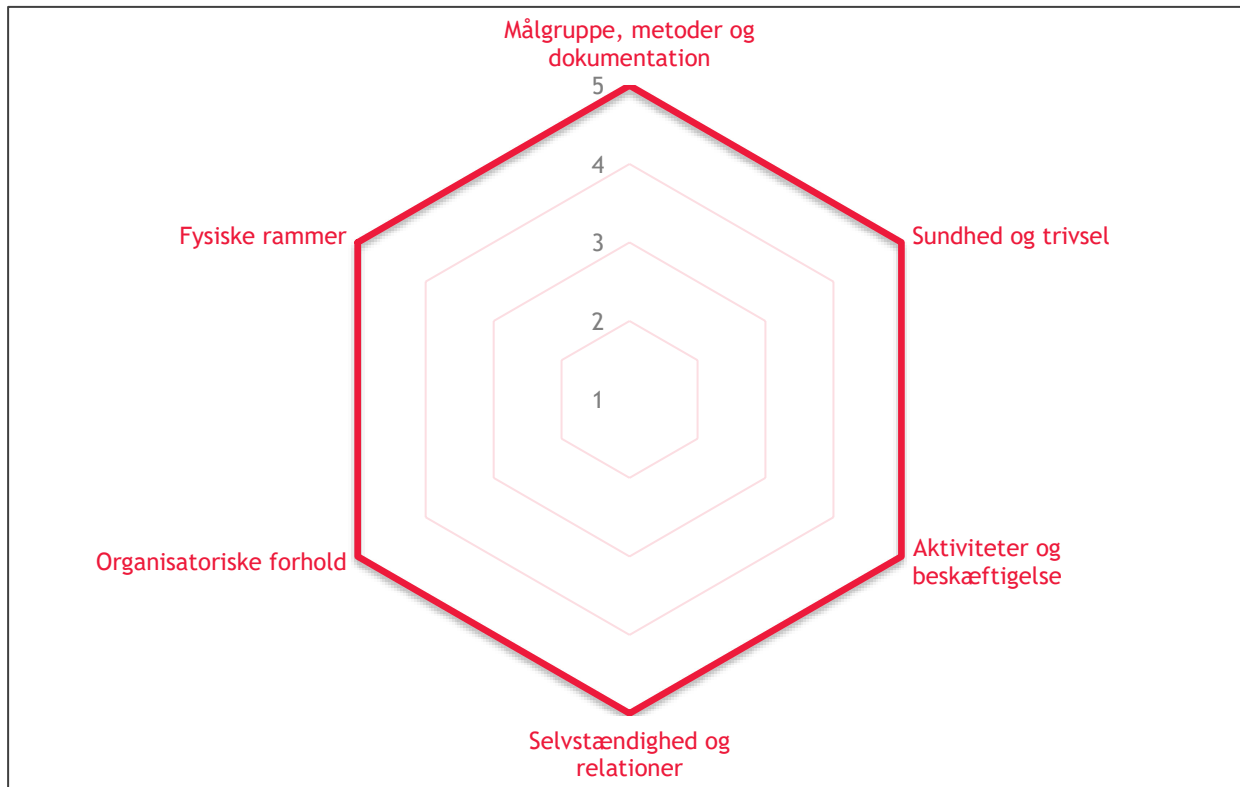 Målgruppe, metoder og
dokumentation
5
4
Fysiske rammer
3
Sundhed og trivsel
2
1
Organisatoriske forhold
Aktiviteter og
beskæftigelse
Selvstændighed og
relationer